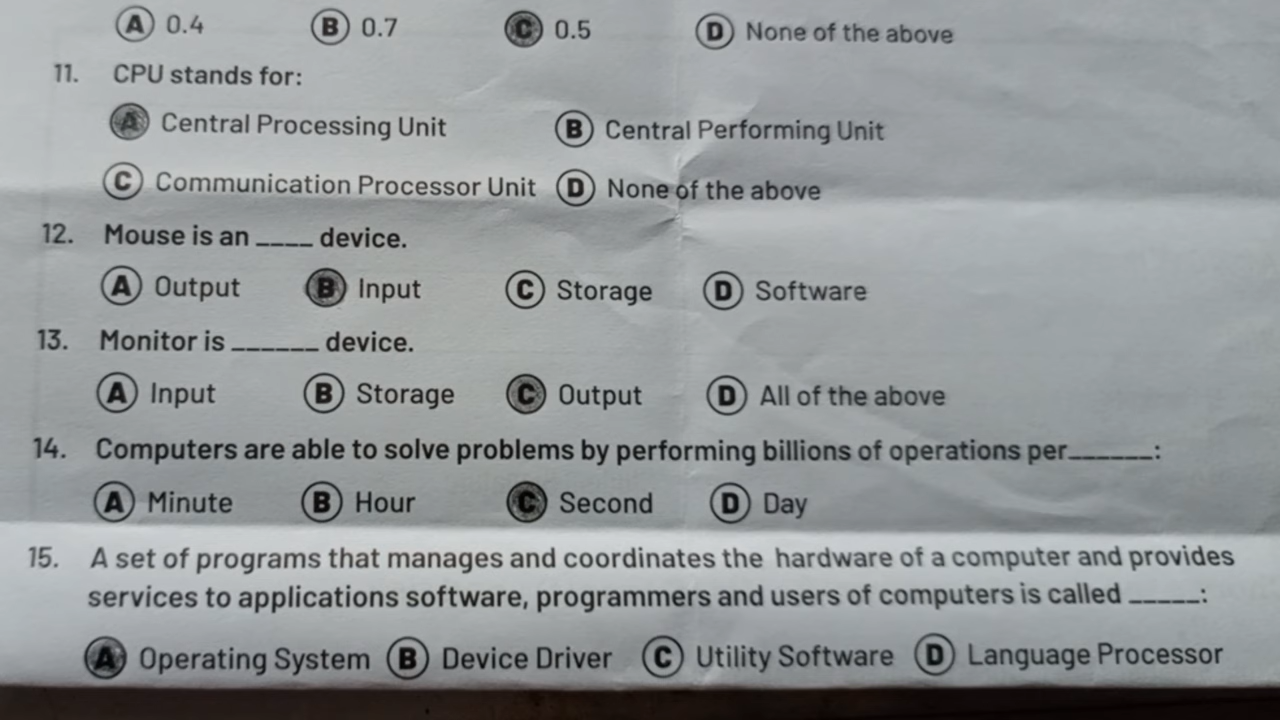 A 0.4 B 0.7 C 0.5 D None of the above
11. CPU stands for:
A Central Processing Unit B Central Performing Unit
C Communication Processor Unit D None of the above
12. Mouse is an ____ device.
A Output B Input C Storage D Software
13. Monitor is ______ device.
A Input B Storage C Output D All of the above
14. Computers are able to solve problems by performing billions of operations per______:
A Minute B Hour C Second D Day
15. A set of programs that manages and coordinates the hardware of a computer and provides
services to applications software, programmers and users of computers is called _____:
A Operating System B Device Driver C Utility Software D Language Processor